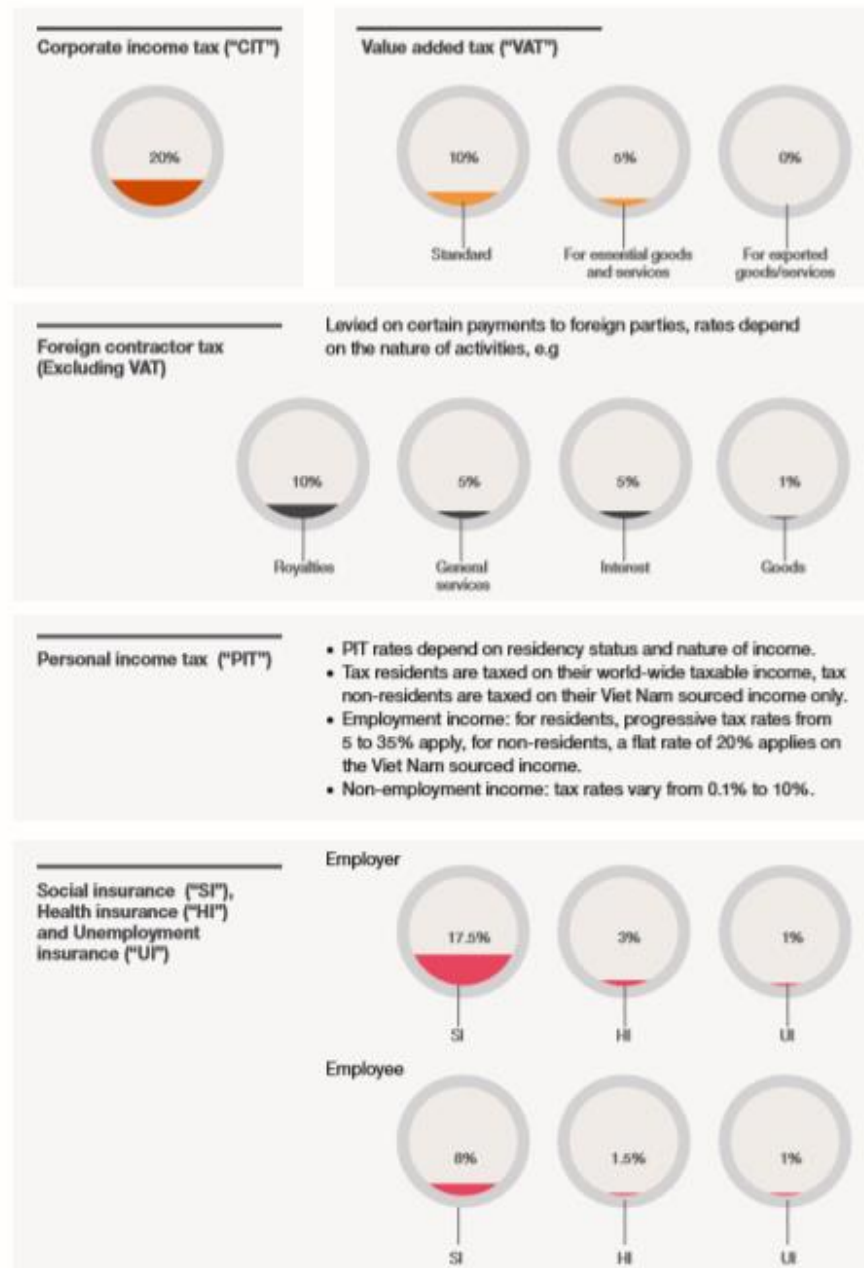 Corporate income tax ("CIT")
20%
Value added tax ("VAT")
10%
5%
0%
Standard
For essential goods
and services
For exported
goods/services
Foreign contractor tax
(Excluding VAT)
Levied on certain payments to foreign parties, rates depend
on the nature of activities, e.g
10%
5%
5%
1%
Royalties
General
services
Interest
Goods
Personal income tax ("PIT")
• PIT rates depend on residency status and nature of income.
• Tax residents are taxed on their world-wide taxable income, tax
non-residents are taxed on their Viet Nam sourced income only.
• Employment income: for residents, progressive tax rates from
5 to 35% apply, for non-residents, a flat rate of 20% applies on
the Viet Nam sourced income.
• Non-employment income: tax rates vary from 0.1% to 10%.
Social insurance ("SI"),
Health insurance ("HI")
and Unemployment
insurance ("UI")
Employer
17.5%
3%
1%
SI
HI
UI
Employee
8%
1.5%
1%
SI
HI
UI